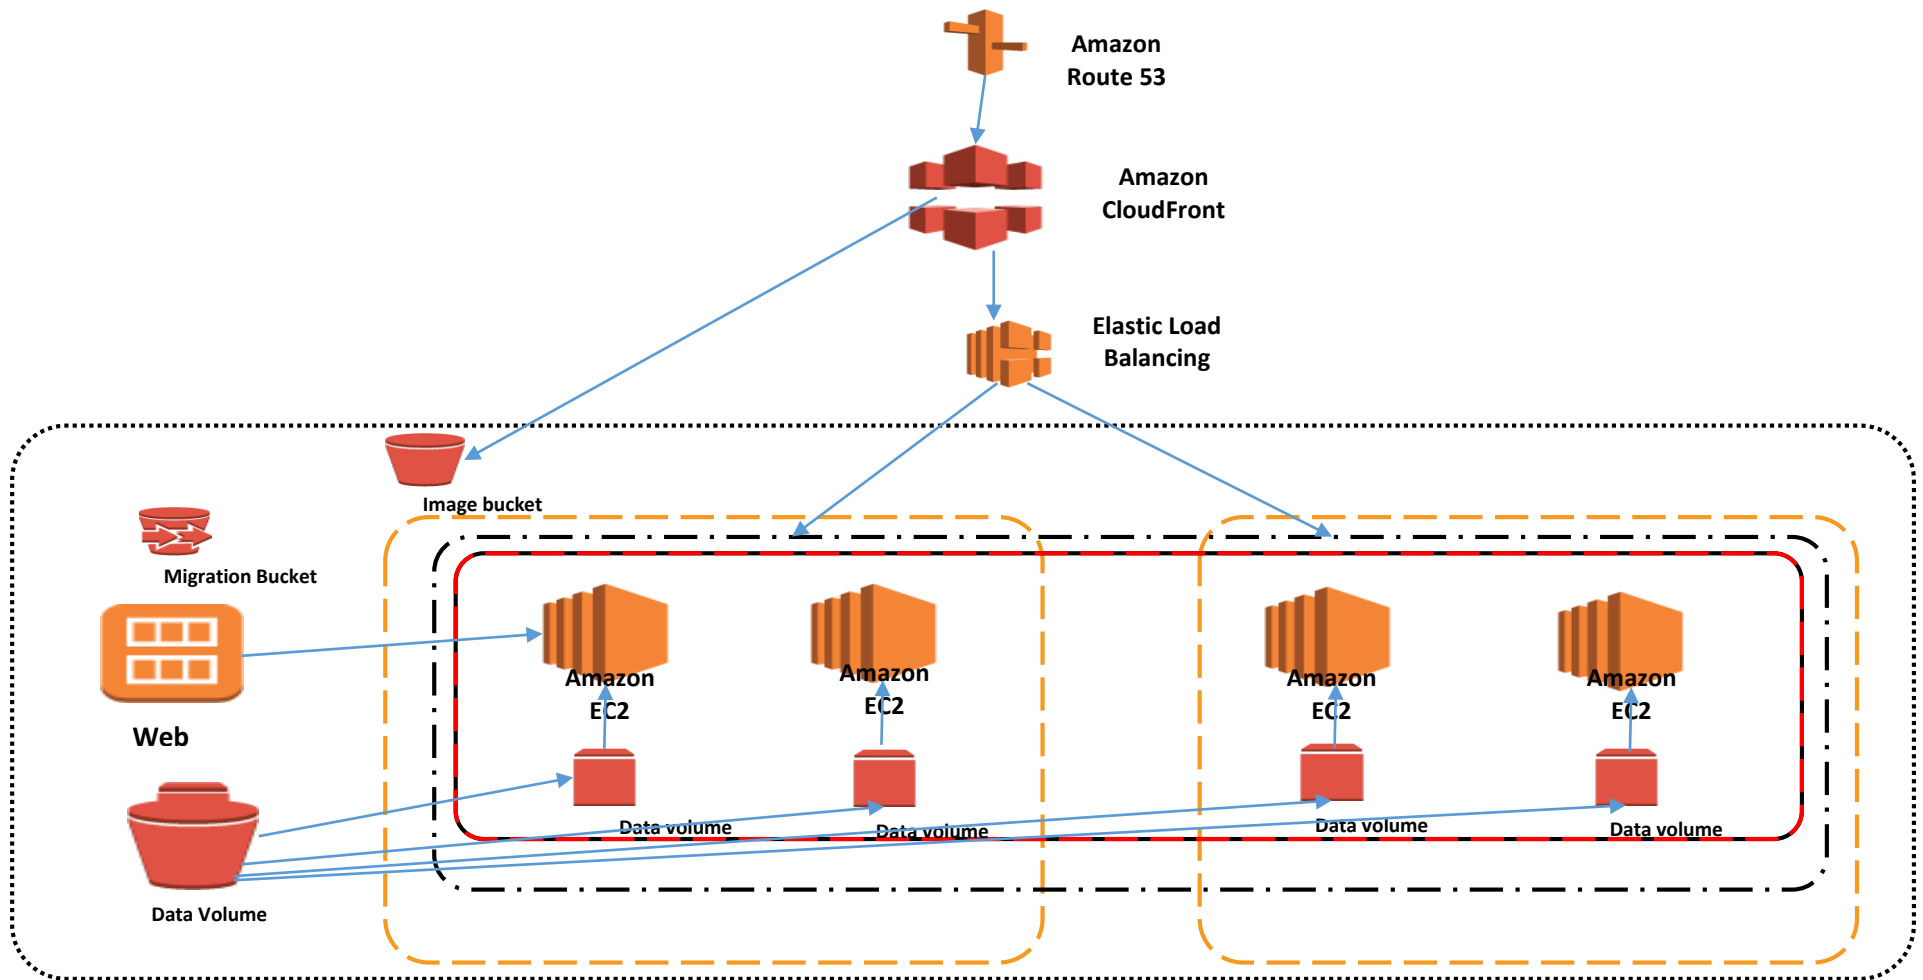 Amazon
Route 53
Amazon
CloudFront
Elastic Load
Balancing
Image bucket
Migration Bucket
Web
Data Volume
Amazon
EC2
Amazon
EC2
Amazon
EC2
Amazon
EC2
Data volume
Data volume
Data volume
Data volume